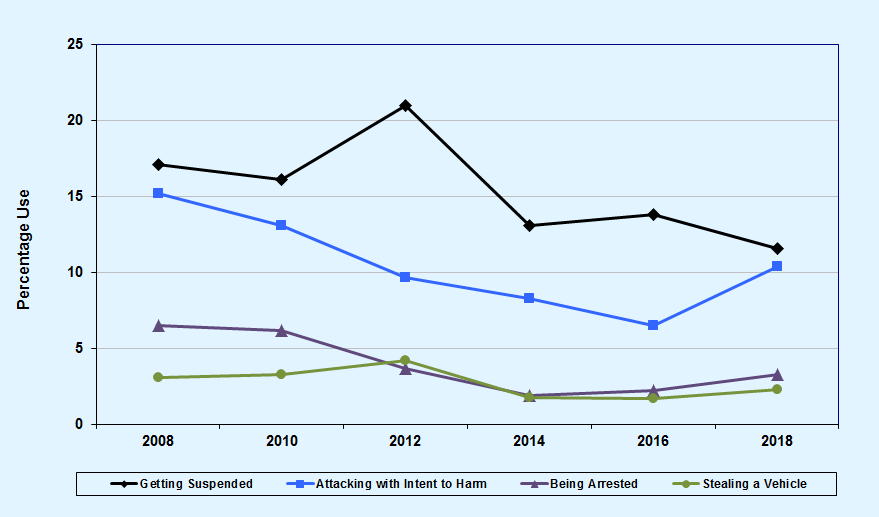 25
20
15
10
5
0
Percentage Use
2008 2010 2012 2014 2016 2018
Getting Suspended Attacking with Intent to Harm Being Arrested Stealing a Vehicle